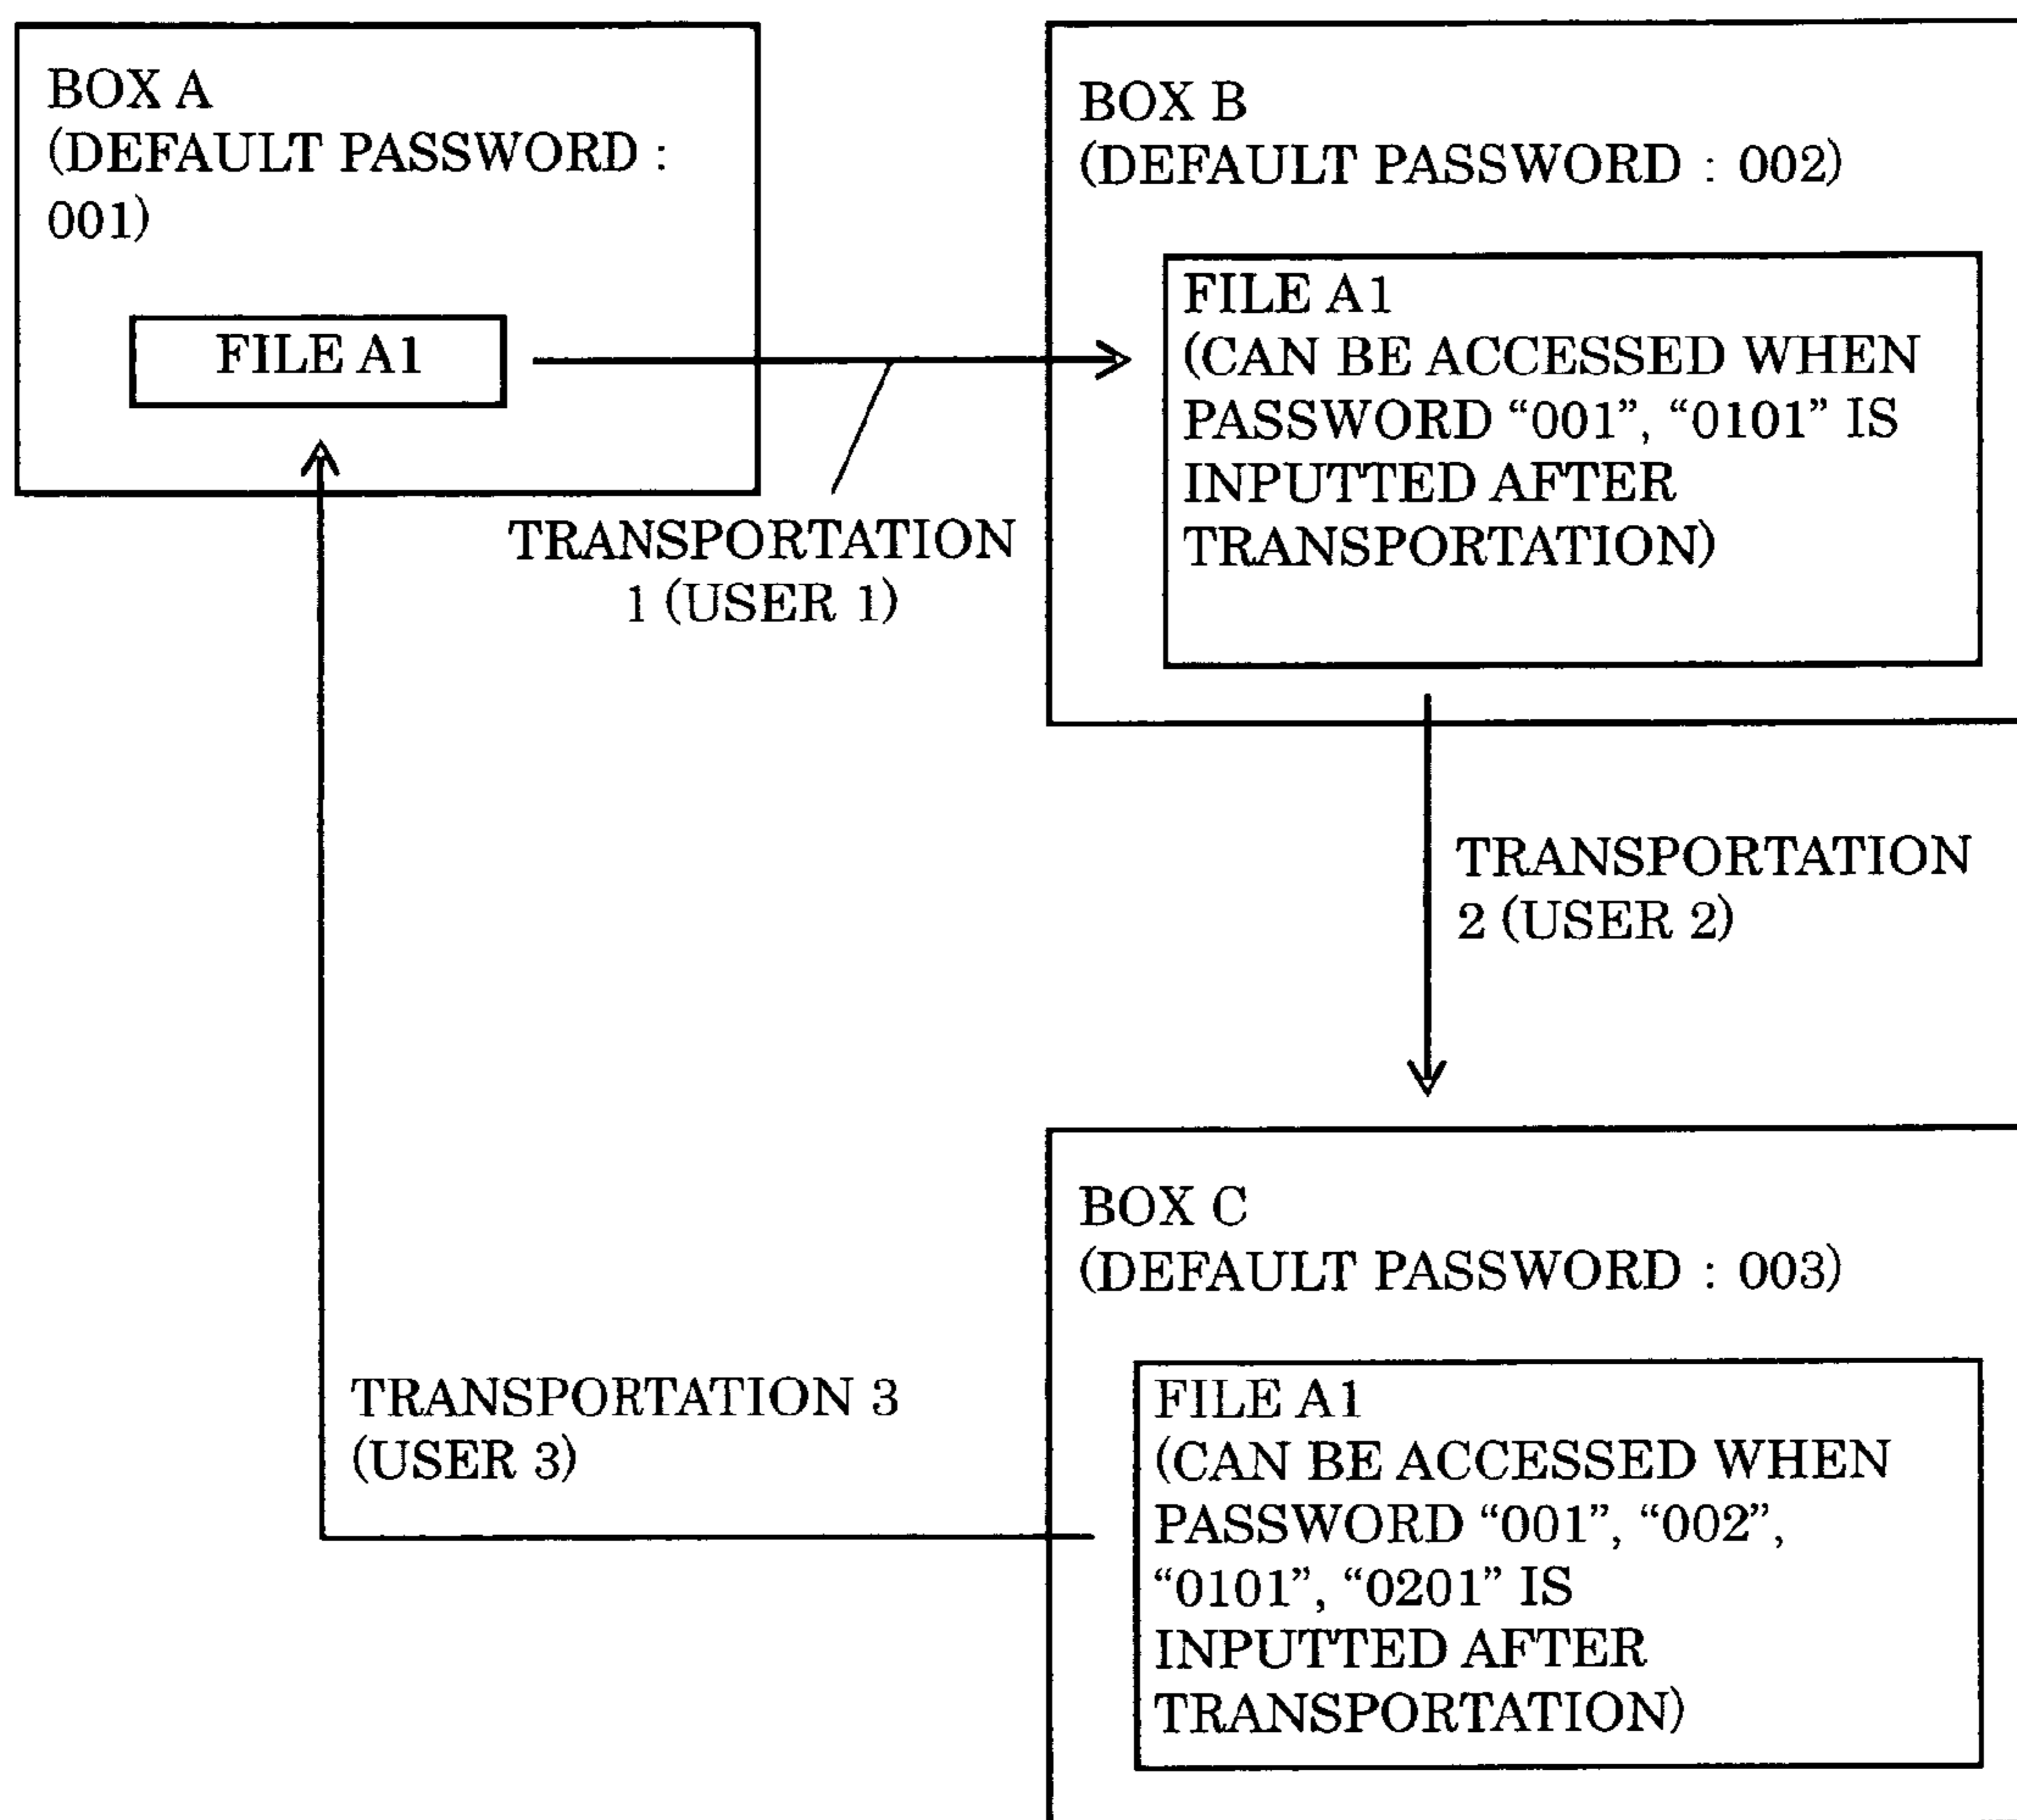 BOX A
(DEFAULT PASSWORD :
001)
FILE A1
TRANSPORTATION
1 (USER 1)
BOX B
(DEFAULT PASSWORD : 002)
FILE A1
(CAN BE ACCESSED WHEN
PASSWORD “001”, “0101” IS
INPUTTED AFTER
TRANSPORTATION)
TRANSPORTATION
2 (USER 2)
BOX C
(DEFAULT PASSWORD : 003)
FILE A1
(CAN BE ACCESSED WHEN
PASSWORD “001”, “002”,
“0101”, “0201” IS
INPUTTED AFTER
TRANSPORTATION)
TRANSPORTATION 3
(USER 3)